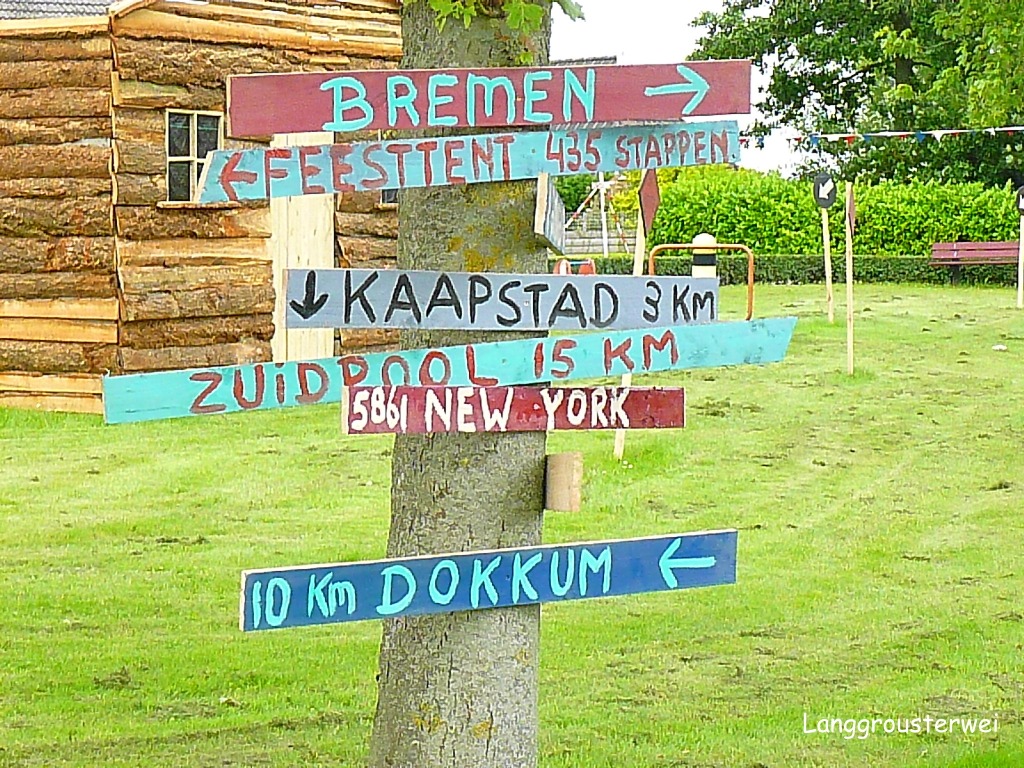 BREMEN →
← FEESTTENT 435 STAPPEN
↓ KAAPSTAD 3 KM
ZUiDPOOL 15 KM
5861 NEW YORK
10 Km DOKKUM ←
Langgrousterwei